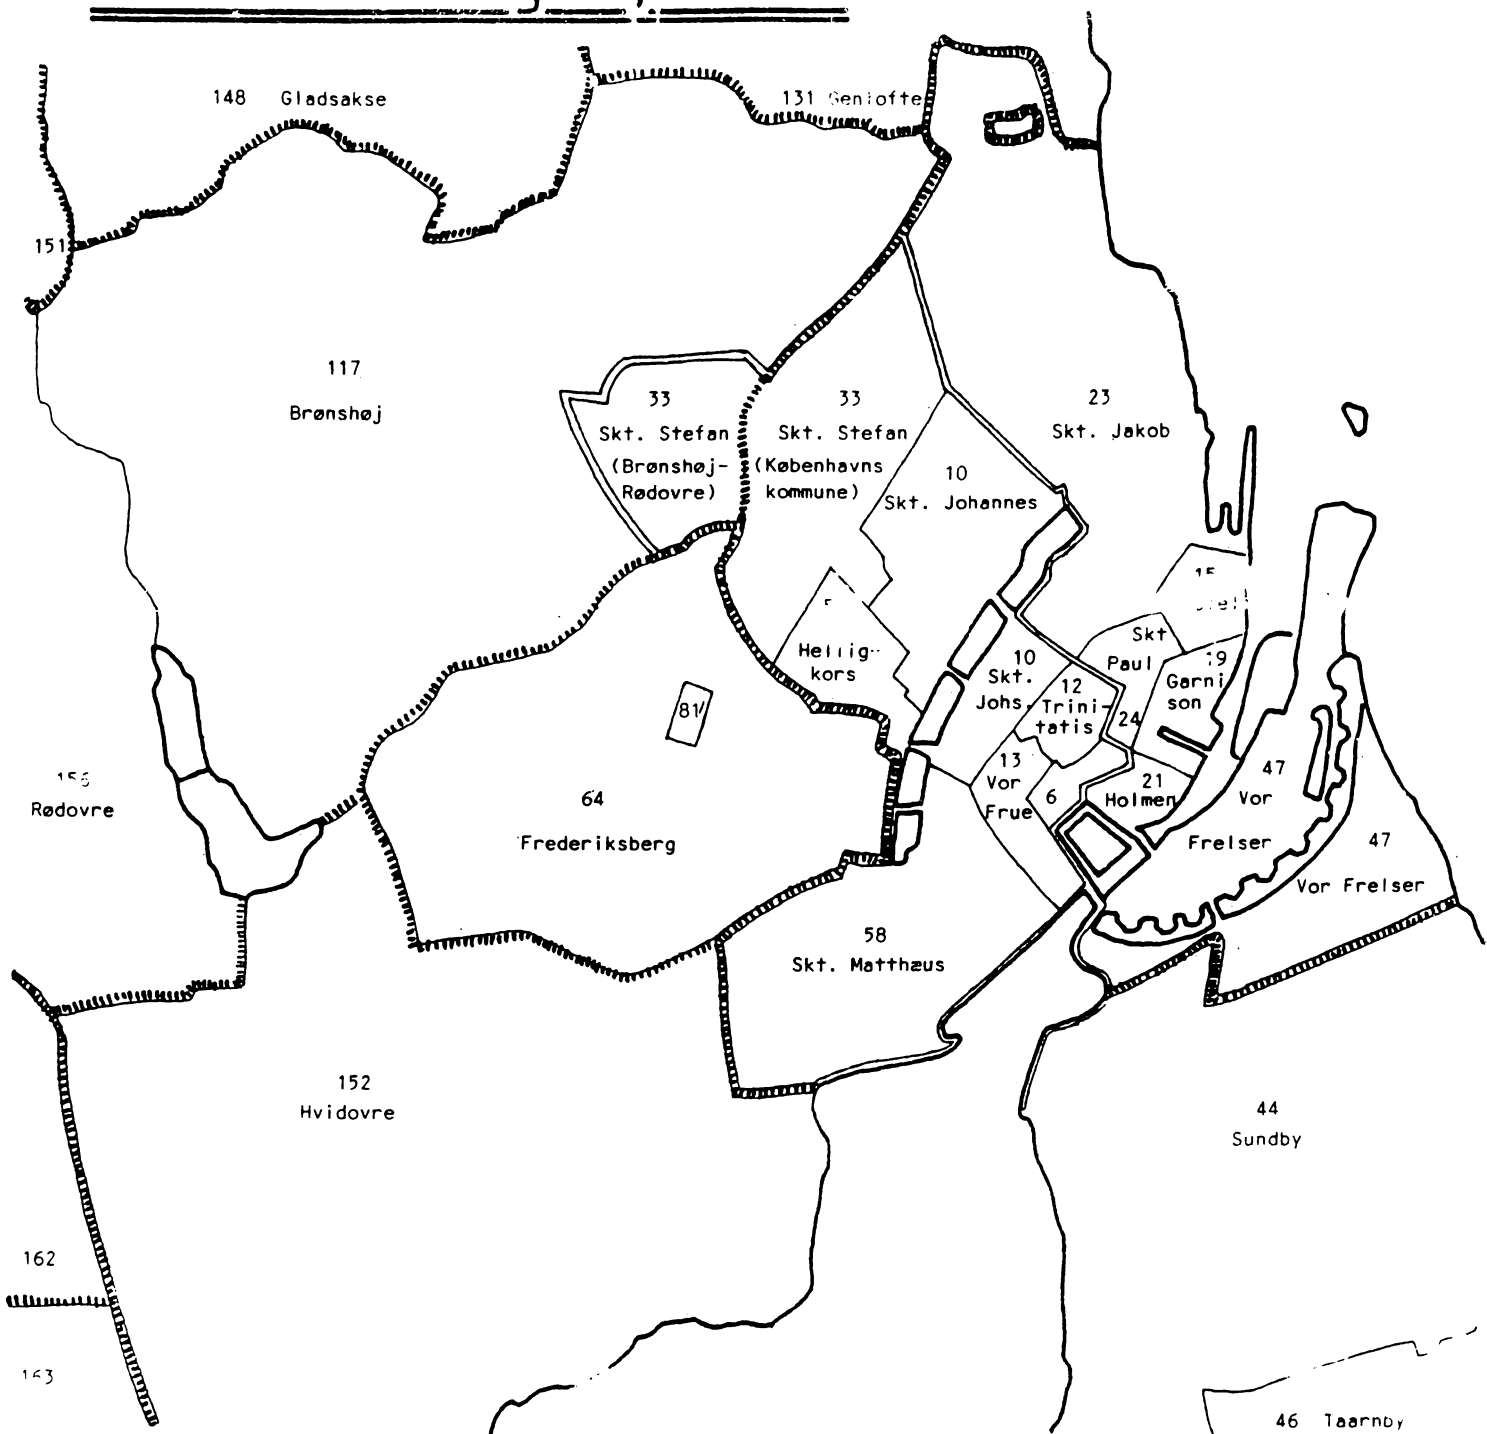 148 Gladsakse
131 Gentofte
151
117
Brønshøj
33
Skt. Stefan
(Brønshøj-
Rødovre)
33
Skt. Stefan
(Københavns
kommune)
23
Skt. Jakob
10
Skt. Johannes
15
Hellig-
kors
10
Skt.
Johs.
12
Trini-
tatis
Skt
Paul
24
19
Garni
son
81
13
Vor
Frue
6
21
Holmen
47
Vor
Frelser
47
Vor Frelser
156
Rødovre
64
Frederiksberg
58
Skt. Matthæus
152
Hvidovre
44
Sundby
162
163
46 Taarnby